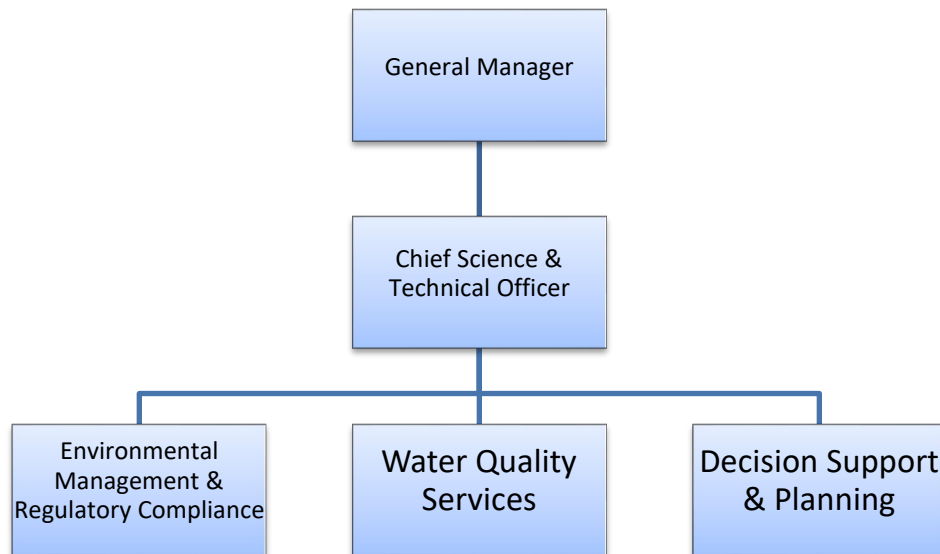 General Manager
Chief Science &
Technical Officer
Environmental
Management &
Regulatory Compliance
Water Quality
Services
Decision Support
& Planning